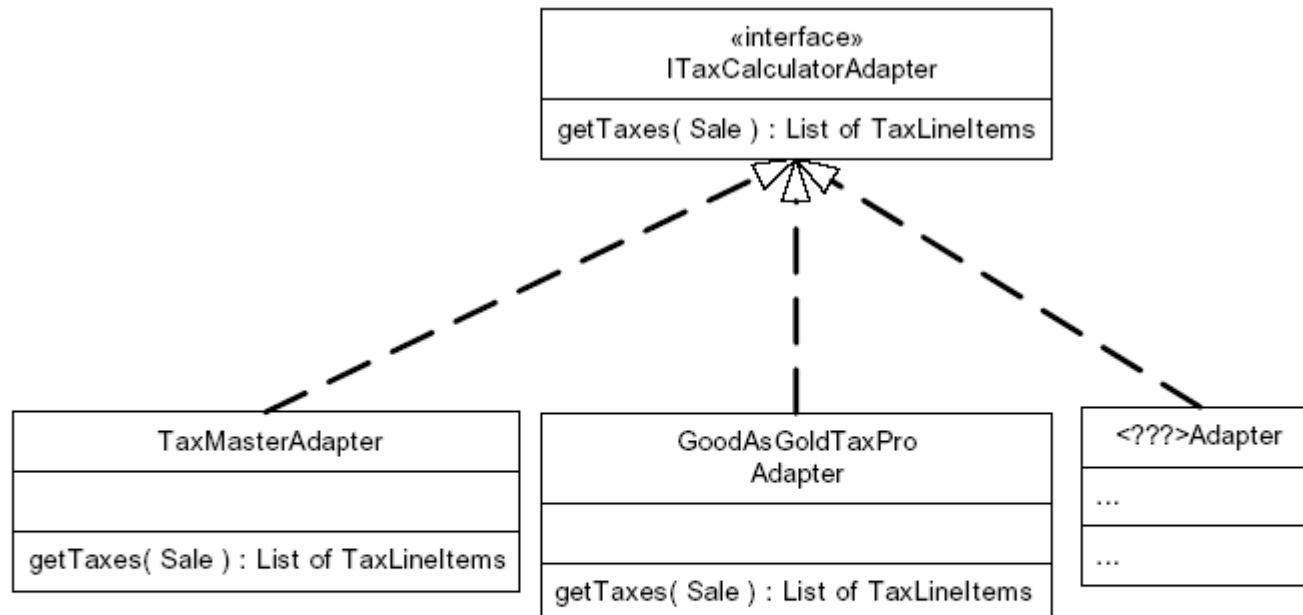 «interface»
ITaxCalculatorAdapter
getTaxes( Sale ) : List of TaxLineItems
TaxMasterAdapter
getTaxes( Sale ) : List of TaxLineItems
GoodAsGoldTaxPro
Adapter
getTaxes( Sale ) : List of TaxLineItems
<???>Adapter
...
...